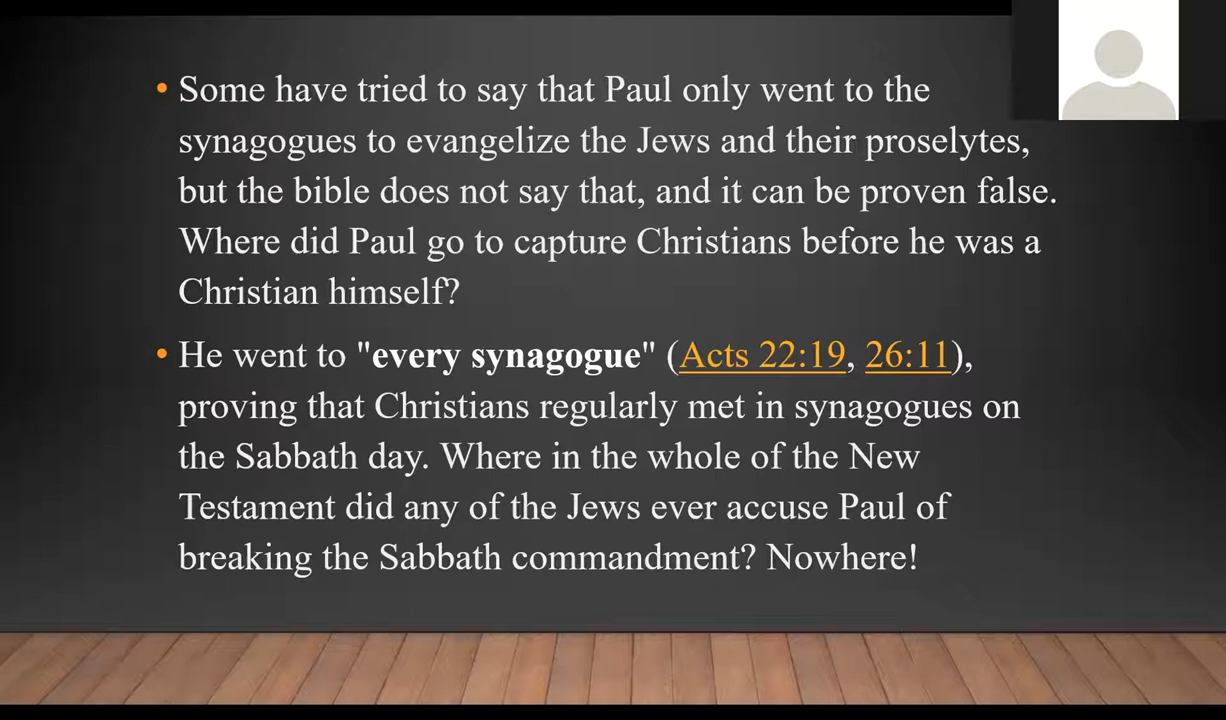 • Some have tried to say that Paul only went to the
synagogues to evangelize the Jews and their proselytes,
but the bible does not say that, and it can be proven false.
Where did Paul go to capture Christians before he was a
Christian himself?
• He went to "every synagogue" (Acts 22:19, 26:11),
proving that Christians regularly met in synagogues on
the Sabbath day. Where in the whole of the New
Testament did any of the Jews ever accuse Paul of
breaking the Sabbath commandment? Nowhere!